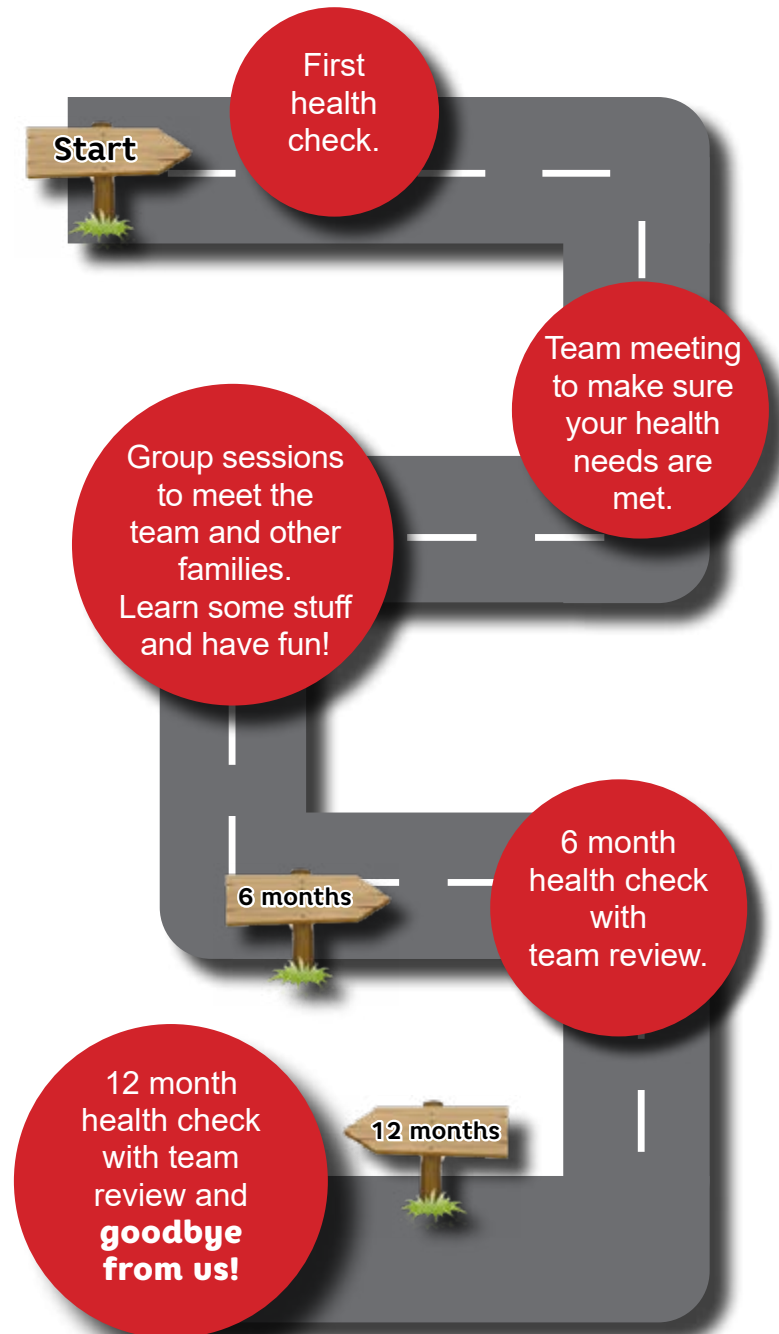 Start
First
health
check.
Team meeting
to make sure
your health
needs are
met.
Group sessions
to meet the
team and other
families.
Learn some stuff
and have fun!
6 months
6 month
health check
with
team review.
12 months
12 month
health check
with team
review and
goodbye
from us!